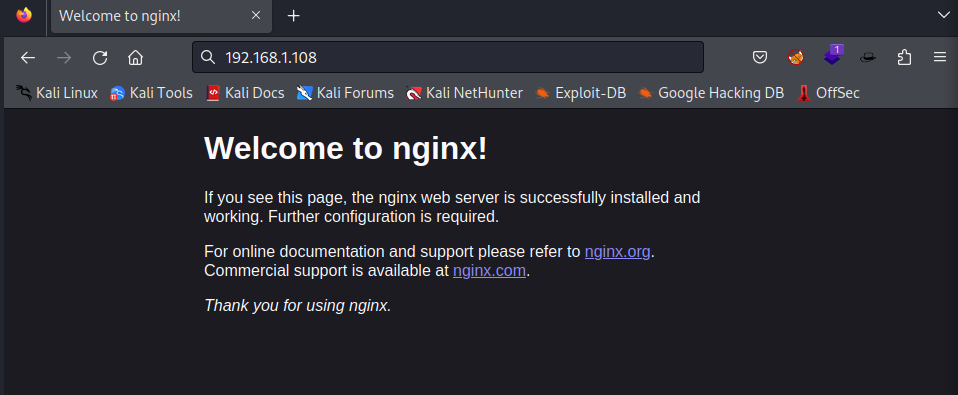 Welcome to nginx!
192.168.1.108
1
Kali Linux Kali Tools Kali Docs Kali Forums Kali NetHunter Exploit-DB Google Hacking DB OffSec
Welcome to nginx!
If you see this page, the nginx web server is successfully installed and
working. Further configuration is required.
For online documentation and support please refer to nginx.org.
Commercial support is available at nginx.com.
Thank you for using nginx.